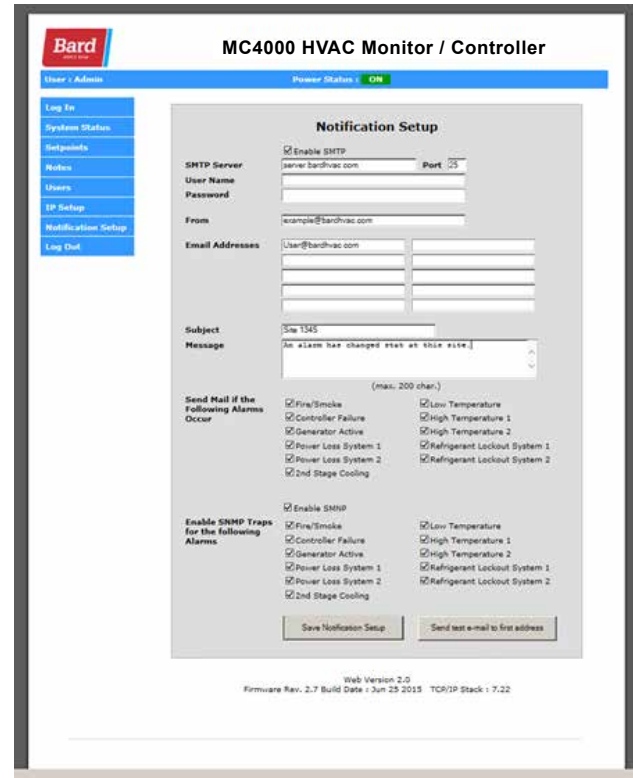 Bard
MC4000 HVAC Monitor / Controller
User : Admin Power Status : ON
Log In
System Status
Setpoints
Notes
Users
IP Setup
Notification Setup
Log Out
Notification Setup
Enable SMTP
SMTP Server server.bardhvac.com Port 25
User Name
Password
From example@bardhvac.com
Email Addresses User@bardhvac.com
Subject Site 1345
Message An alarm has changed stat at this site.
(max. 200 char.)
Send Mail if the
Following Alarms
Occur
Fire/Smoke Low Temperature
Controller Failure High Temperature 1
Generator Active High Temperature 2
Power Loss System 1 Refrigerant Lockout System 1
Power Loss System 2 Refrigerant Lockout System 2
2nd Stage Cooling
Enable SMNP
Enable SNMP Traps
for the following
Alarms
Fire/Smoke Low Temperature
Controller Failure High Temperature 1
Generator Active High Temperature 2
Power Loss System 1 Refrigerant Lockout System 1
Power Loss System 2 Refrigerant Lockout System 2
2nd Stage Cooling
Save Notification Setup Send test e-mail to first address
Web Version 2.0
Firmware Rev. 2.7 Build Date : Jun 25 2015 TCP/IP Stack : 7.22